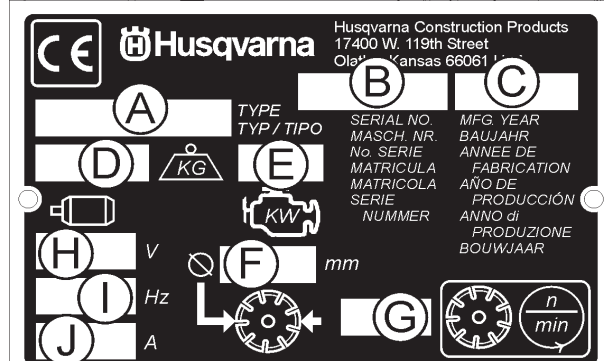 CE
Husqvarna
Husqvarna Construction Products
17400 W. 119th Street
Kansas 66061
A
B
C
TYPE
TYP / TIPO
SERIAL NO.
MASCH. NR.
No. SERIE
MATRICULA
MATRICOLA
SERIE
NUMMER
MFG. YEAR
BAUJAHR
ANNEE DE
FABRICATION
AÑO DE
PRODUCCIÓN
ANNO di
PRODUZIONE
BOUWJAAR
D
KG
E
KW
H
V
F
mm
I
Hz
G
n
min
J
A